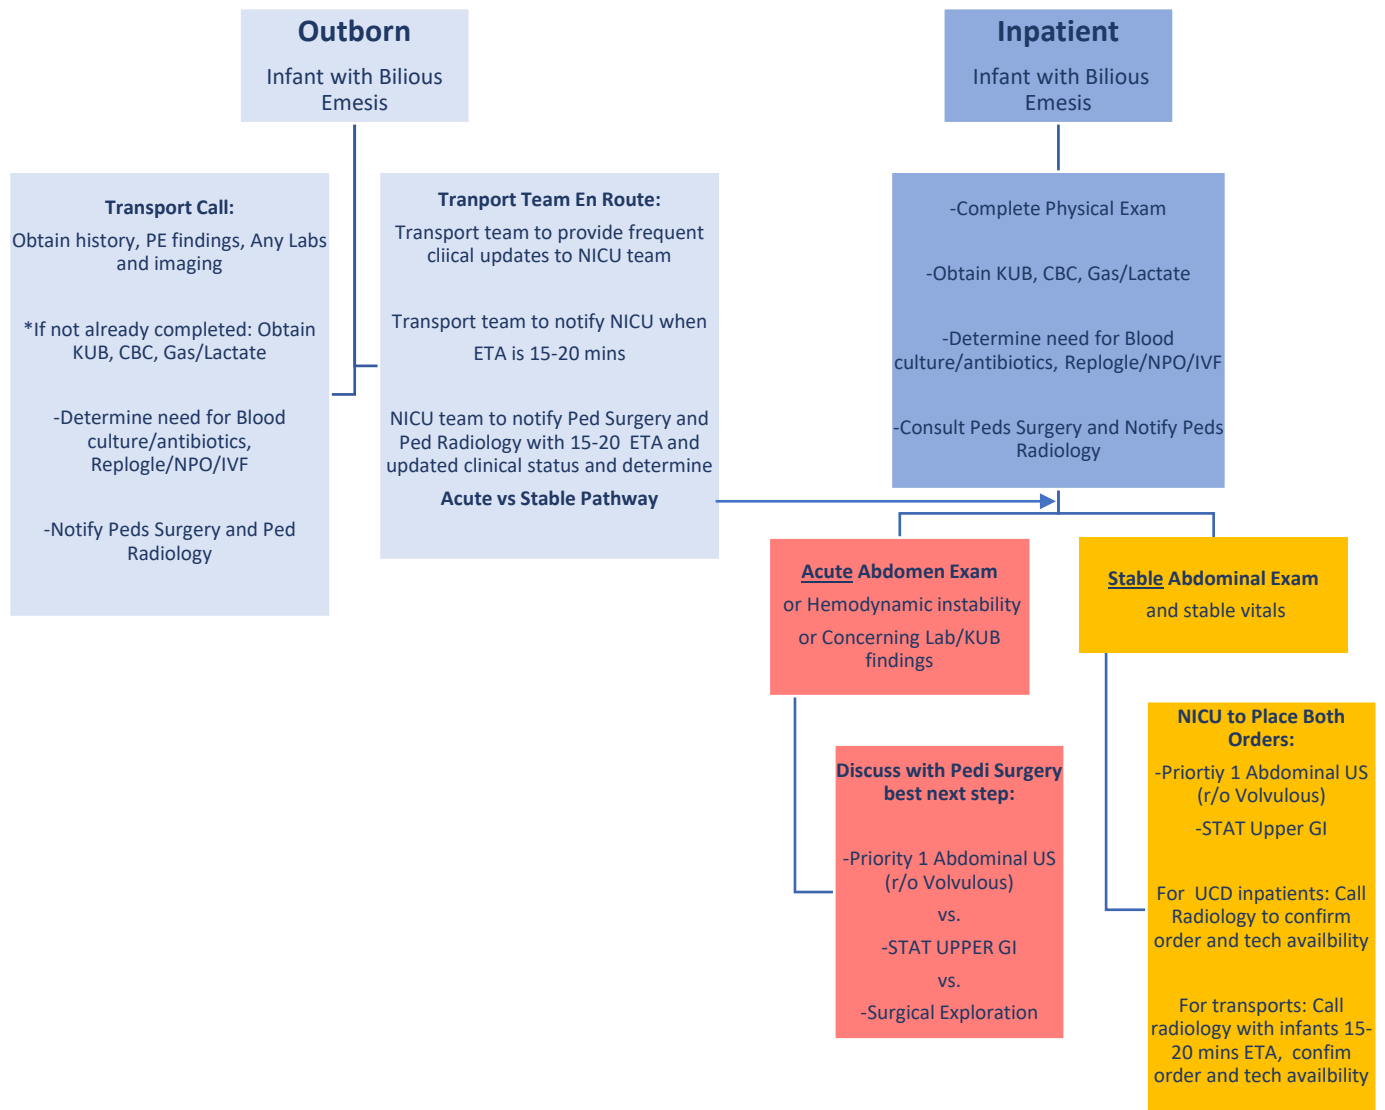 Outborn
Infant with Bilious
Emesis
Inpatient
Infant with Bilious
Emesis
Transport Call:
Obtain history, PE findings, Any Labs
and imaging
*If not already completed: Obtain
KUB, CBC, Gas/Lactate
-Determine need for Blood
culture/antibiotics,
Replogle/NPO/IVF
-Notify Peds Surgery and Ped
Radiology
Tranport Team En Route:
Transport team to provide frequent
cliical updates to NICU team
Transport team to notify NICU when
ETA is 15-20 mins
NICU team to notify Ped Surgery and
Ped Radiology with 15-20 ETA and
updated clinical status and determine
Acute vs Stable Pathway
-Complete Physical Exam
-Obtain KUB, CBC, Gas/Lactate
-Determine need for Blood
culture/antibiotics, Replogle/NPO/IVF
-Consult Peds Surgery and Notify Peds
Radiology
Acute Abdomen Exam
or Hemodynamic instability
or Concerning Lab/KUB
findings
Discuss with Pedi Surgery
best next step:
-Priority 1 Abdominal US
(r/o Volvulous)
vs.
-STAT UPPER GI
vs.
-Surgical Exploration
Stable Abdominal Exam
and stable vitals
NICU to Place Both
Orders:
-Priortiy 1 Abdominal US
(r/o Volvulous)
-STAT Upper GI
For UCD inpatients: Call
Radiology to confirm
order and tech availbility
For transports: Call
radiology with infants 15-
20 mins ETA, confim
order and tech availbility